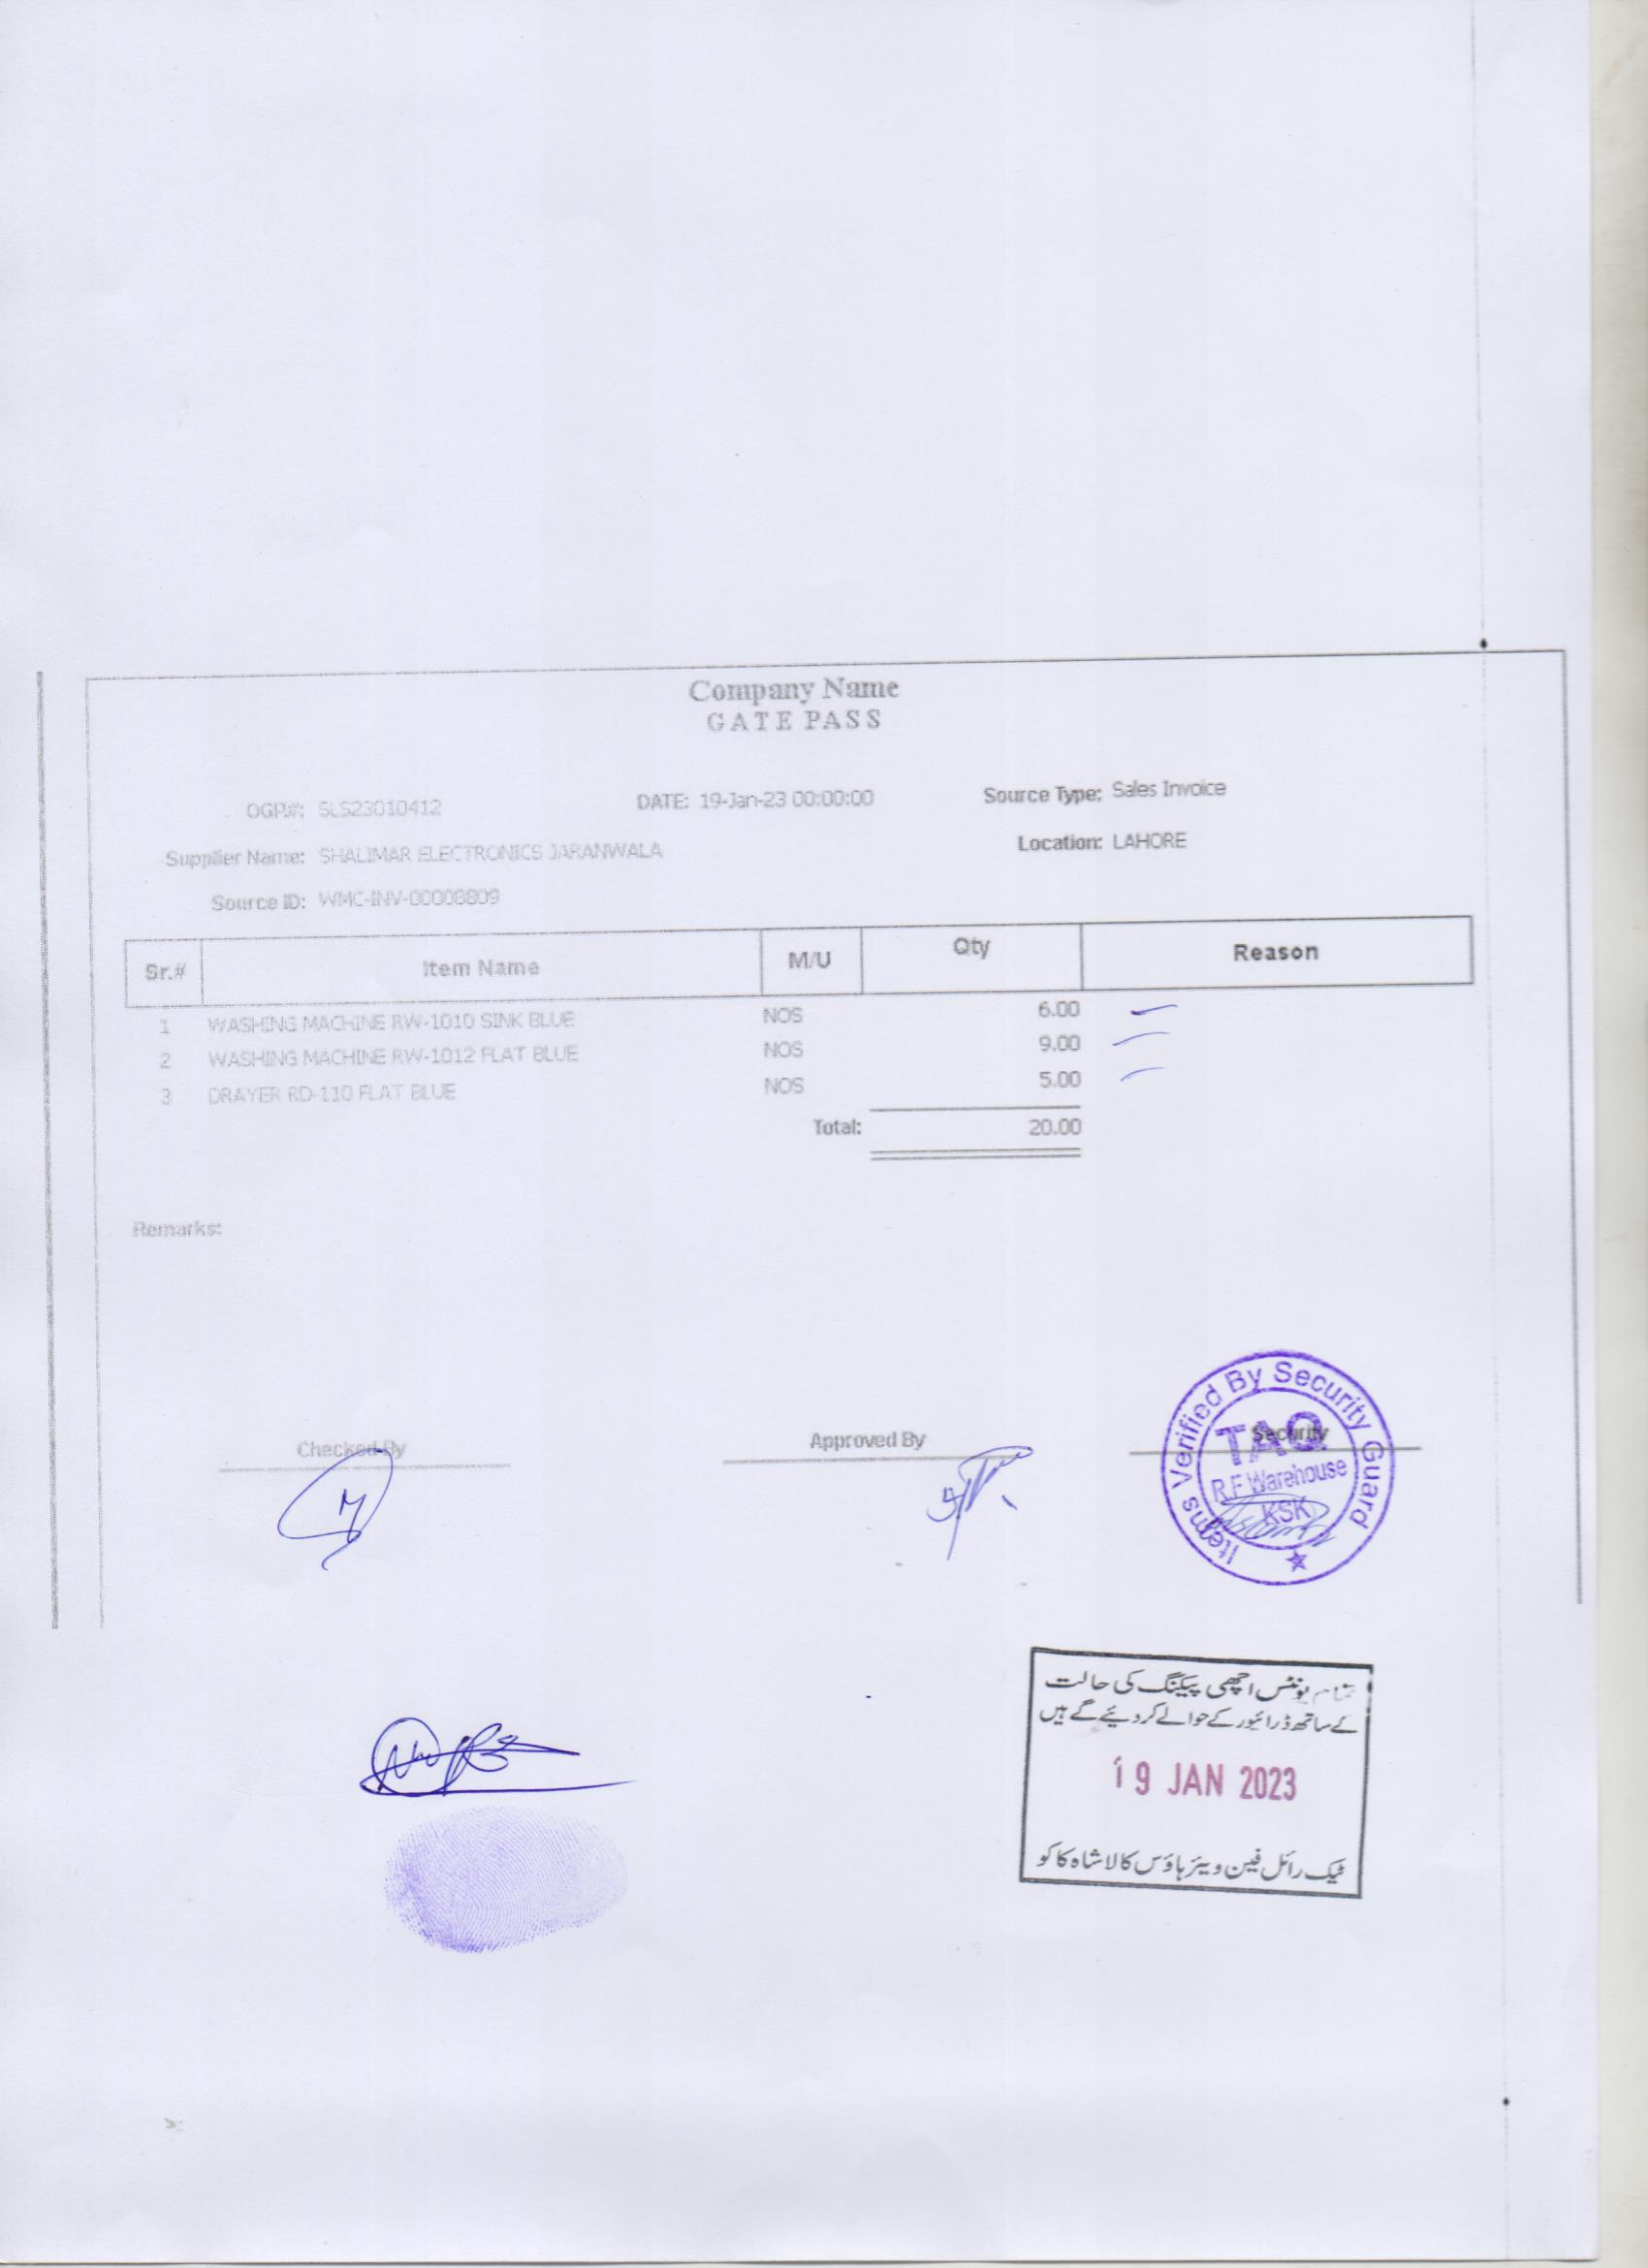 Company Name
GATE PASS
OGP.#: SLS23010412 DATE: 19-Jan-23 00:00:00 Source Type: Sales Invoice
Supplier Name: SHALIMAR ELECTRONICS JARANWALA Location: LAHORE
Source ID: WMC-INV-00008809
Sr.# Item Name M/U Qty Reason
1 WASHING MACHINE RW-1010 SINK BLUE NOS 6.00
2 WASHING MACHINE RW-1012 FLAT BLUE NOS 9.00
3 DRAYER RD-110 FLAT BLUE NOS 5.00
Total: 20.00
Remarks:
Checked By Approved By Security
Items Verified By Security Guard
TAQ
R.F Warehouse
KSK
تمام یونٹس اچھی پیکنگ کی حالت
کے ساتھ ڈرائیور کے حوالے کر دیئے گے ہیں
19 JAN 2023
ٹیک رائل فین ویئر ہاؤس کالا شاہ کاکو